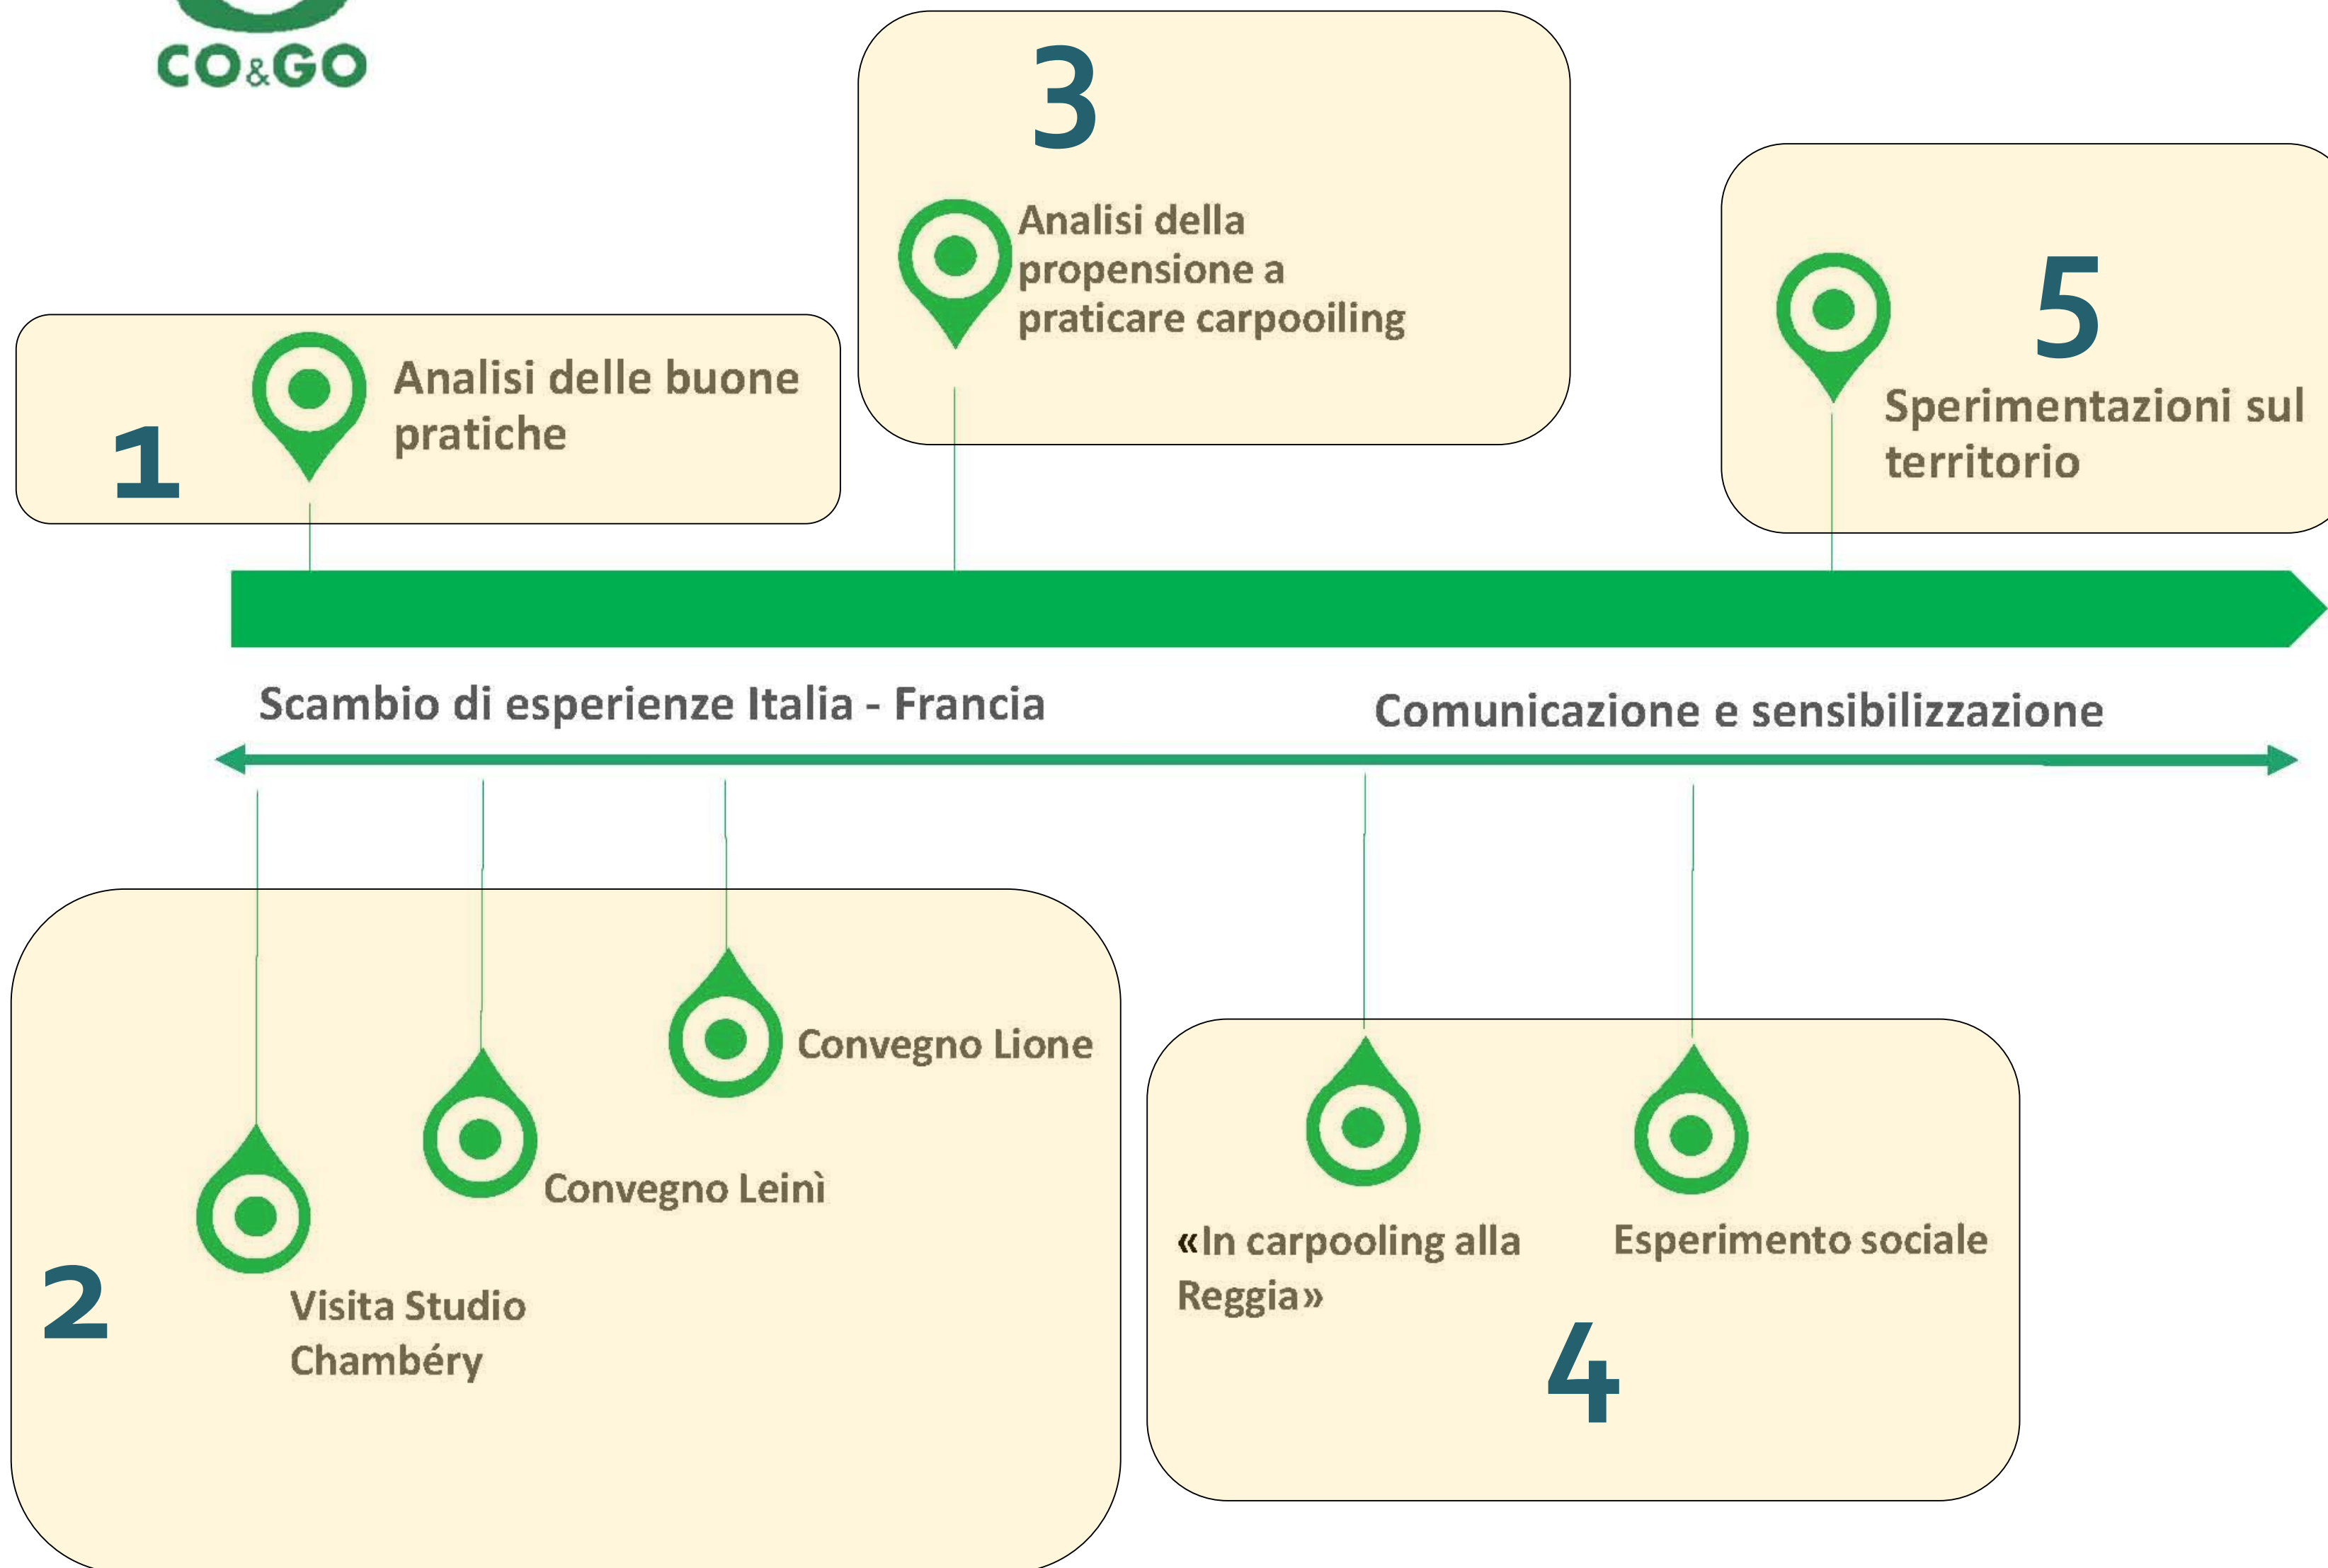 CO&GO
3
Analisi della
propensione a
praticare carpooiling
5
Sperimentazioni sul
territorio
1
Analisi delle buone
pratiche
Scambio di esperienze Italia - Francia
Comunicazione e sensibilizzazione
Convegno Lione
Convegno Leinì
2
Visita Studio
Chambéry
«In carpooling alla
Reggia»
Esperimento sociale
4